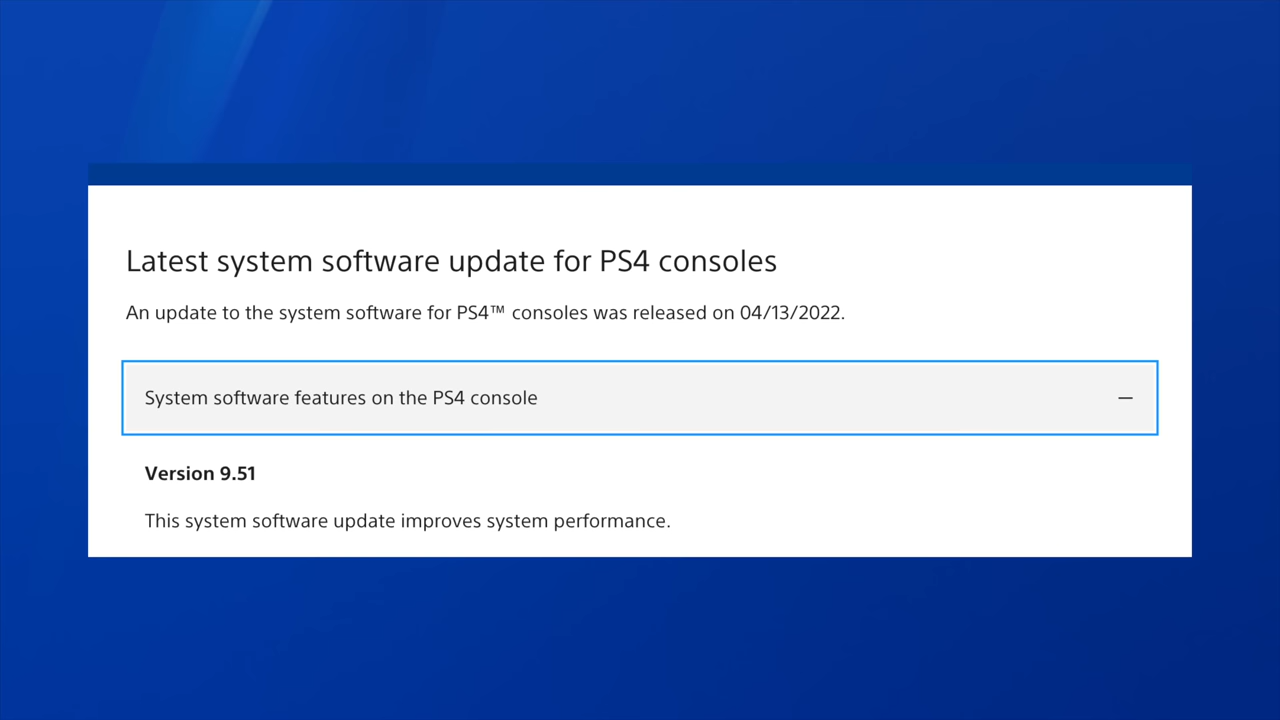 Latest system software update for PS4 consoles
An update to the system software for PS4™ consoles was released on 04/13/2022.
System software features on the PS4 console
Version 9.51
This system software update improves system performance.